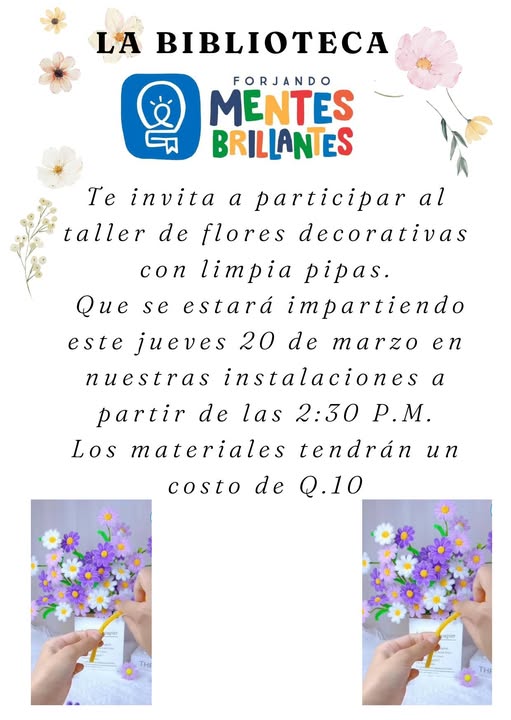 LA BIBLIOTECA
FORJANDO
MENTES
BRILLANTES
Te invita a participar al
taller de flores decorativas
con limpia pipas.
Que se estará impartiendo
este jueves 20 de marzo en
nuestras instalaciones a
partir de las 2:30 P.M.
Los materiales tendrán un
costo de Q.10